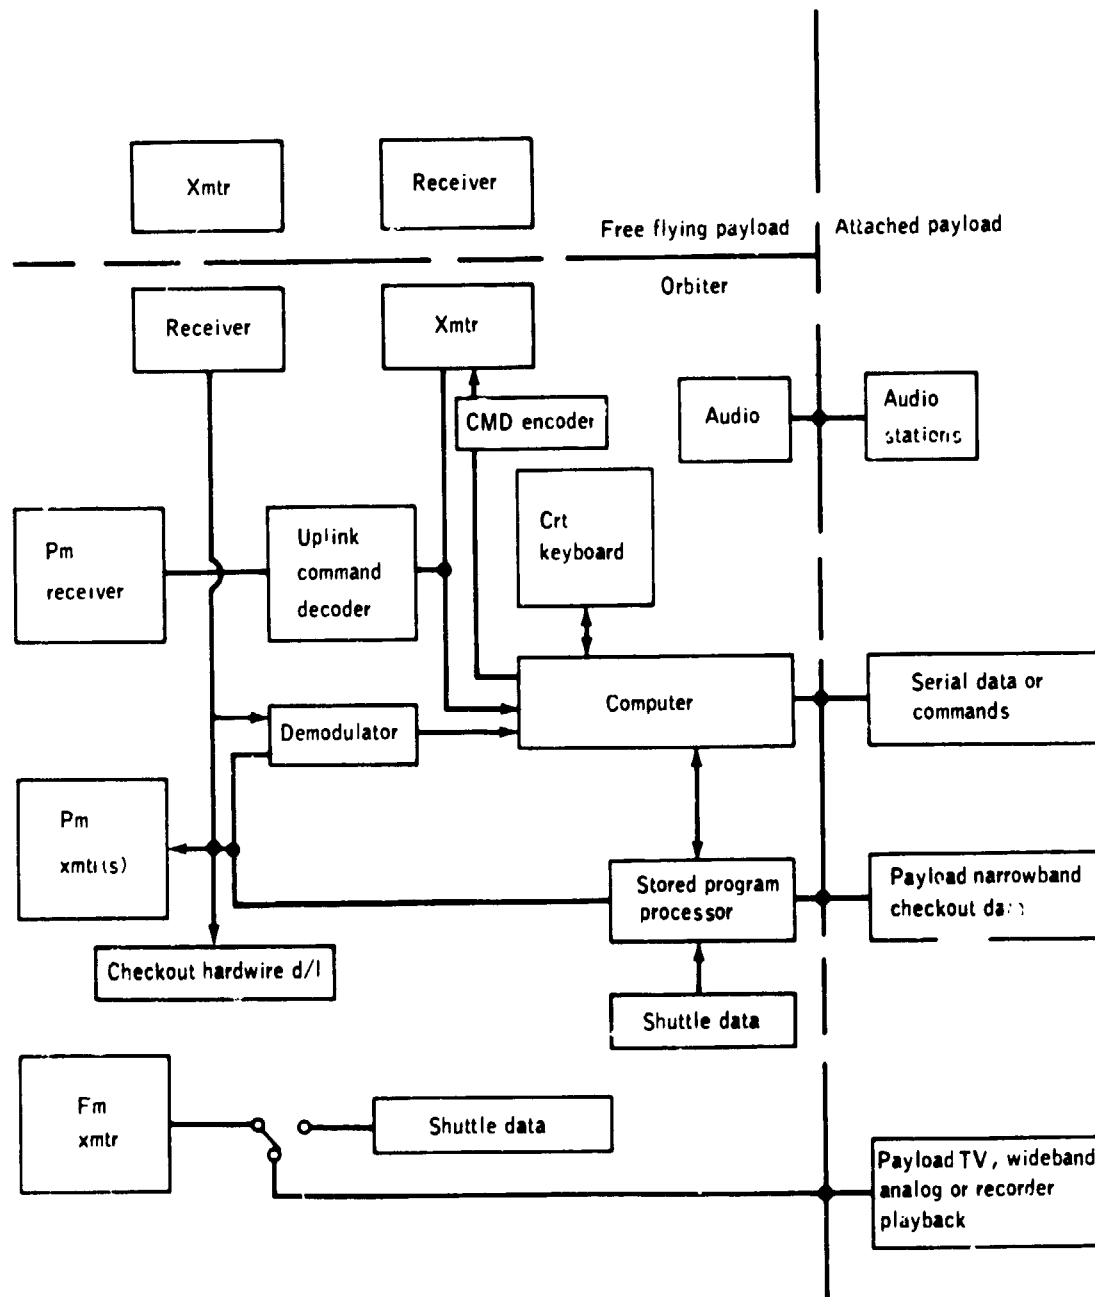 Xmtr
Receiver
Free flying payload
Attached payload
Orbiter
Receiver
Xmtr
CMD encoder
Audio
Audio
stations
Crt
keyboard
Pm
receiver
Uplink
command
decoder
Computer
Serial data or
commands
Demodulator
Pm
Stored program
processor
Payload narrowband
checkout data
Checkout hardwire d/l
Shuttle data
Fm
xmtr
Shuttle data
Payload TV, wideband
analog or recorder
playback